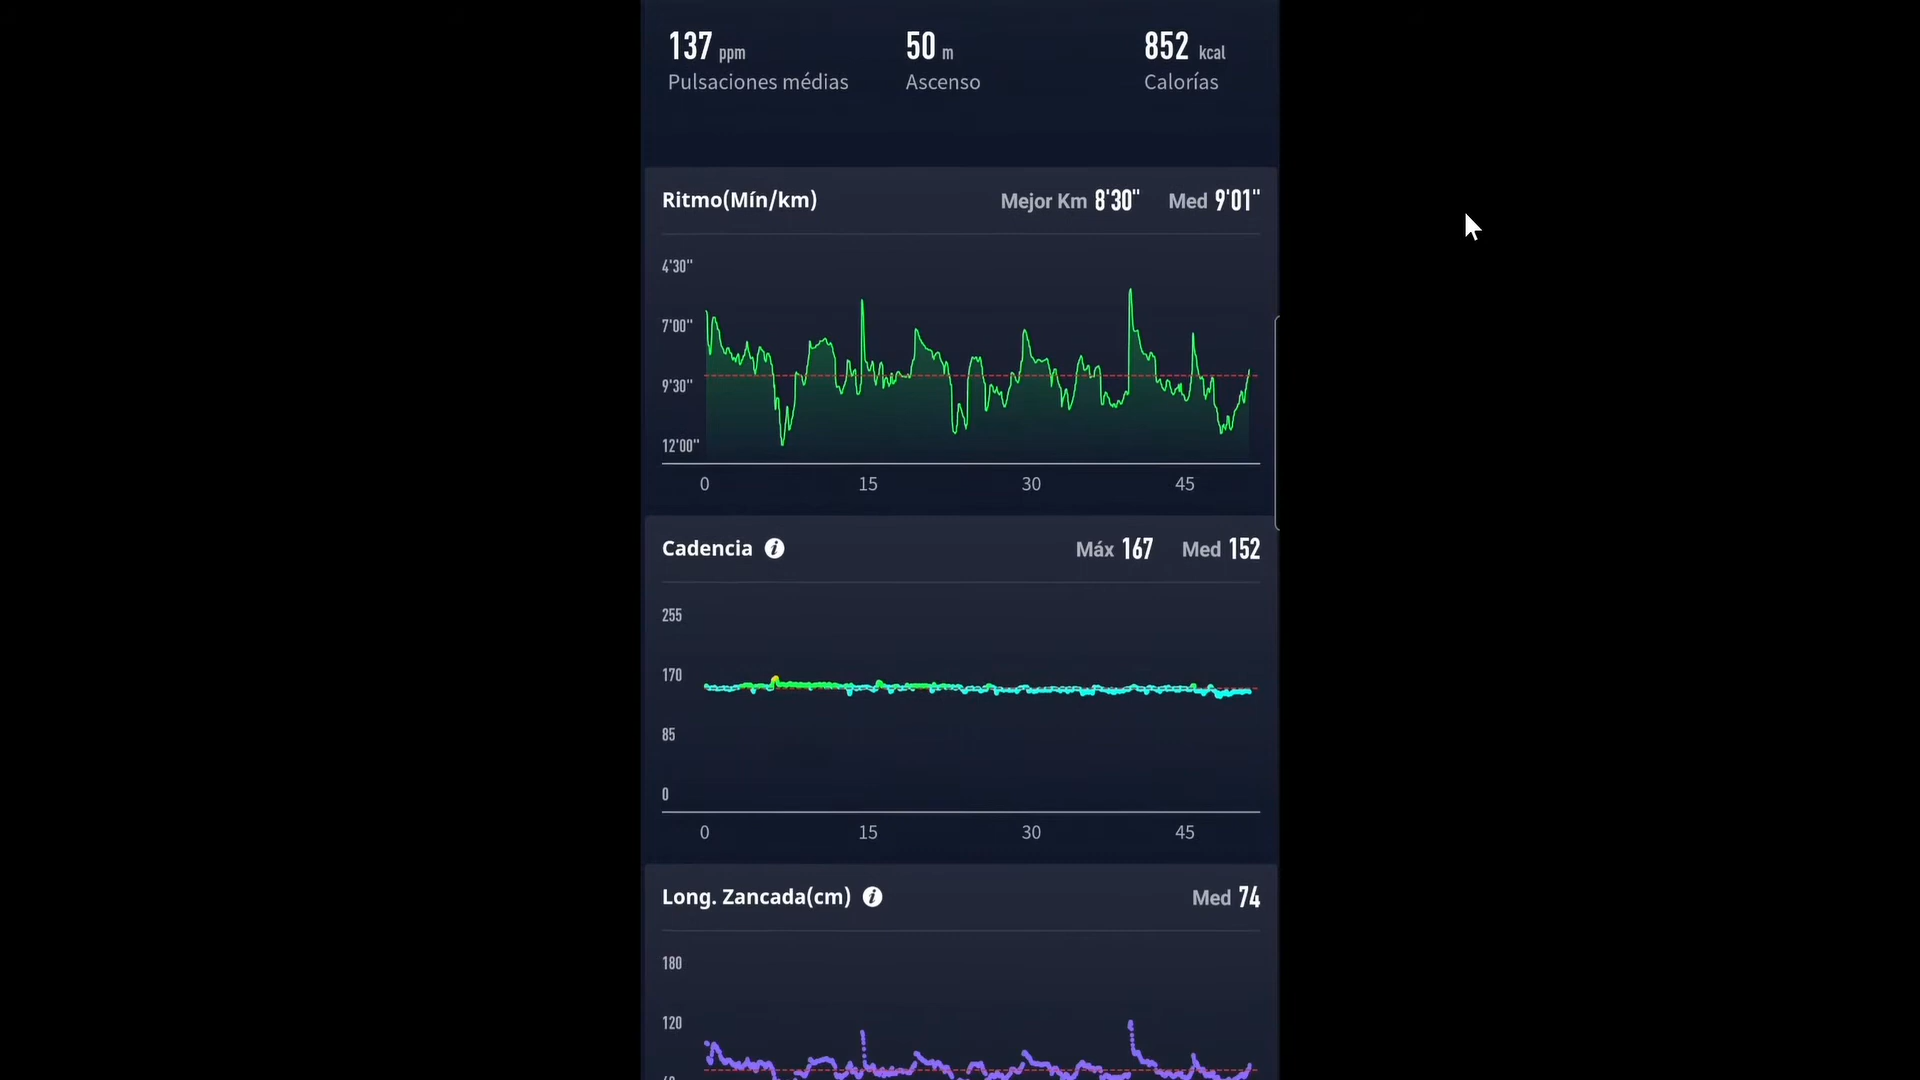 137 ppm 50 m 852 kcal
Pulsaciones médias Ascenso Calorías
Ritmo(Mín/km) Mejor Km 8'30" Med 9'01"
4'30"
7'00"
9'30"
12'00"
0 15 30 45
Cadencia i Máx 167 Med 152
255
170
85
0
0 15 30 45
Long. Zancada(cm) i Med 74
180
120